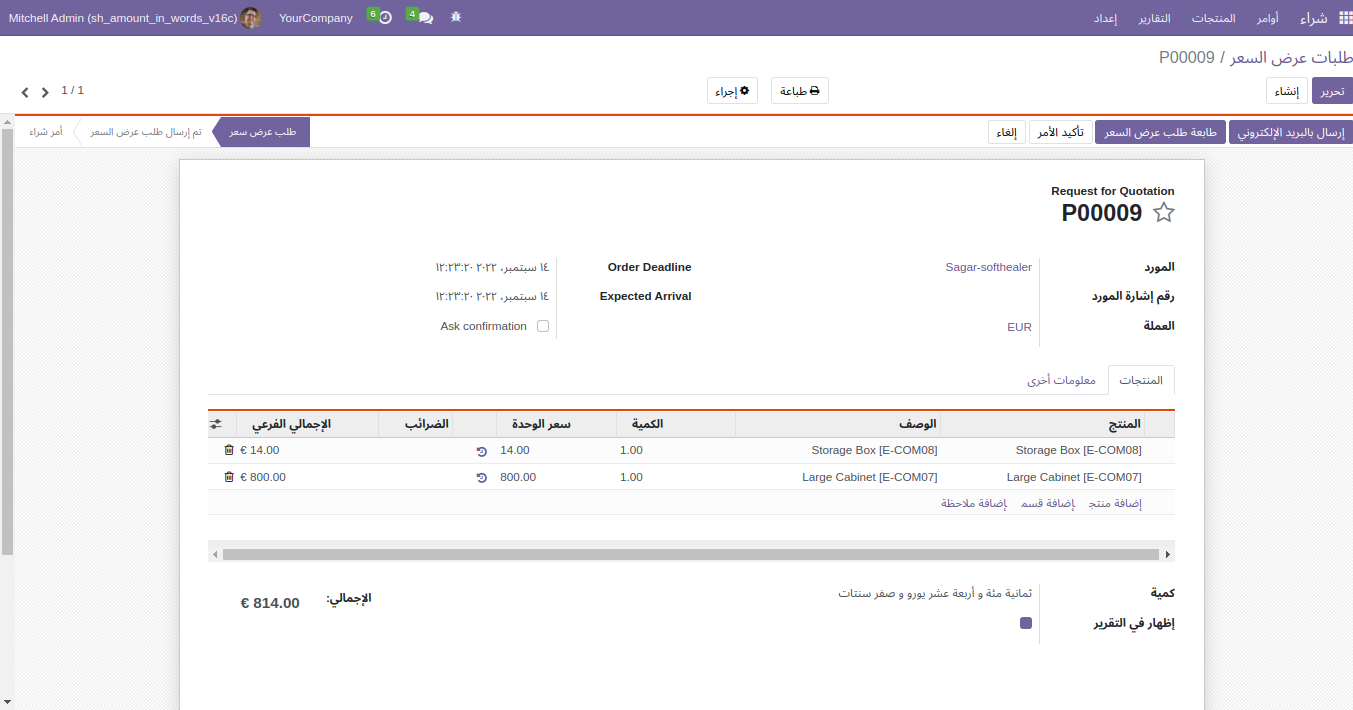 شراء أوامر المنتجات التقارير إعداد 4 6 YourCompany Mitchell Admin (sh_amount_in_words_v16c)
طلبات عرض السعر / P00009
تحرير إنشاء طباعة إجراء 1 / 1
إرسال بالبريد الإلكتروني طابعة طلب عرض السعر تأكيد الأمر إلغاء طلب عرض سعر تم إرسال طلب عرض السعر أمر شراء
Request for Quotation
P00009
المورد Sagar-softhealer Order Deadline ١٤ سبتمبر، ٢٠٢٢ ١٢:٢٣:٢٠
رقم إشارة المورد Expected Arrival ١٤ سبتمبر، ٢٠٢٢ ١٢:٢٣:٢٠
العملة EUR Ask confirmation
المنتجات معلومات أخرى
المنتج الوصف الكمية سعر الوحدة الضرائب الإجمالي الفرعي
Storage Box [E-COM08] Storage Box [E-COM08] 1.00 14.00 € 14.00
Large Cabinet [E-COM07] Large Cabinet [E-COM07] 1.00 800.00 € 800.00
إضافة منتج إضافة قسم إضافة ملاحظة
كمية ثمانية مئة و أربعة عشر يورو و صفر سنتات الإجمالي: € 814.00
إظهار في التقرير